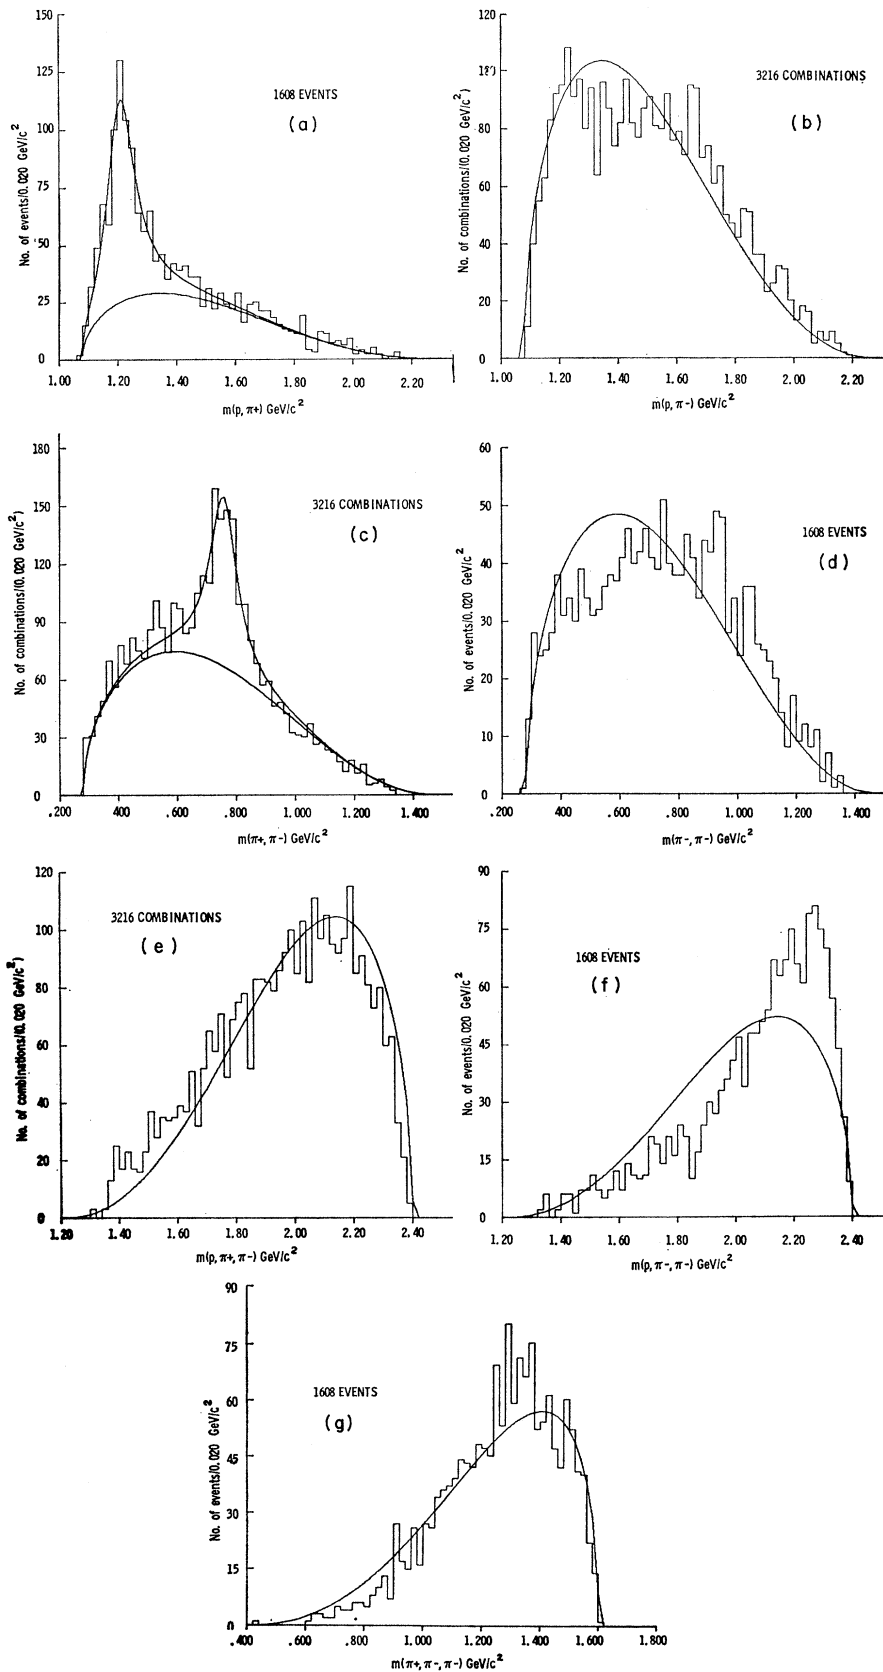 150
125
100
75
50
25
0
No. of events/0.020 GeV/c²
1608 EVENTS
(a)
1.00 1.20 1.40 1.60 1.80 2.00
m(p, π+) GeV/c²
120
80
60
40
20
0
No. of combinations/(0.020 GeV/c²)
3216 COMBINATIONS
(b)
1.00 1.20 1.40 1.60 1.80 2.00 2.20
m(p, π-) GeV/c²
180
150
120
90
60
30
0
No. of combinations/(0.020 GeV/c²)
3216 COMBINATIONS
(c)
.200 .400 .600 .800 1.000 1.200 1.400
m(π+, π-) GeV/c²
60
50
40
30
20
10
0
No. of events/0.020 GeV/c²
1608 EVENTS
(d)
.200 .400 .600 .800 1.000 1.200 1.400
m(π-, π-) GeV/c²
120
100
80
60
40
20
0
No. of combinations/(0.020 GeV/c²)
3216 COMBINATIONS
(e)
1.20 1.40 1.60 1.80 2.00 2.20 2.40
m(p, π+, π-) GeV/c²
90
75
60
45
30
15
0
No. of events/0.020 GeV/c²
1608 EVENTS
(f)
1.20 1.40 1.60 1.80 2.00 2.20 2.40
m(p, π-, π-) GeV/c²
90
75
60
45
30
15
0
No. of events/0.020 GeV/c²
1608 EVENTS
(g)
.400 .600 .800 1.000 1.200 1.400 1.600 1.800
m(π+, π-, π-) GeV/c²